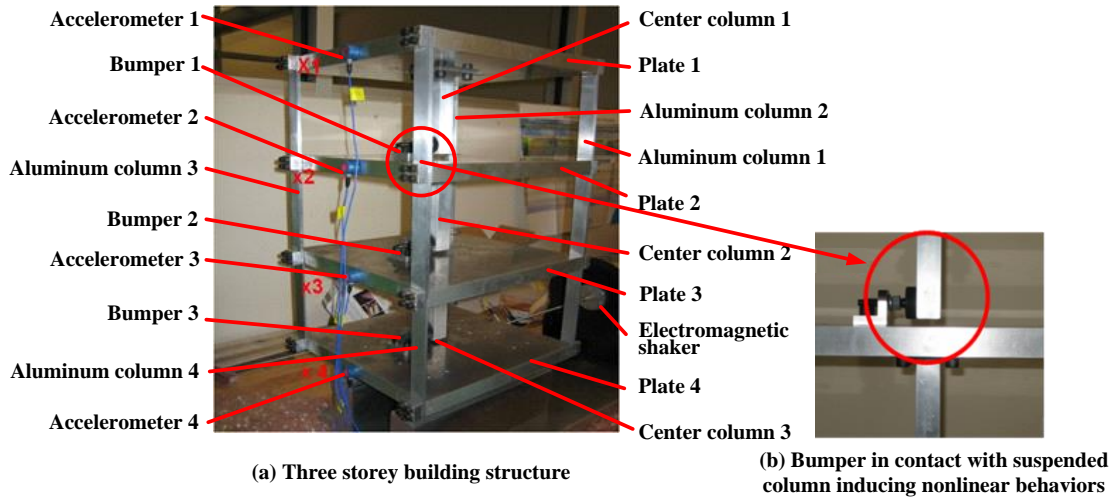 Accelerometer 1
Bumper 1
Accelerometer 2
Aluminum column 3
Bumper 2
Accelerometer 3
Bumper 3
Aluminum column 4
Accelerometer 4
x1
x2
x3
x4
Center column 1
Plate 1
Aluminum column 2
Aluminum column 1
Plate 2
Center column 2
Plate 3
Electromagnetic
shaker
Plate 4
Center column 3
(a) Three storey building structure
(b) Bumper in contact with suspended
column inducing nonlinear behaviors